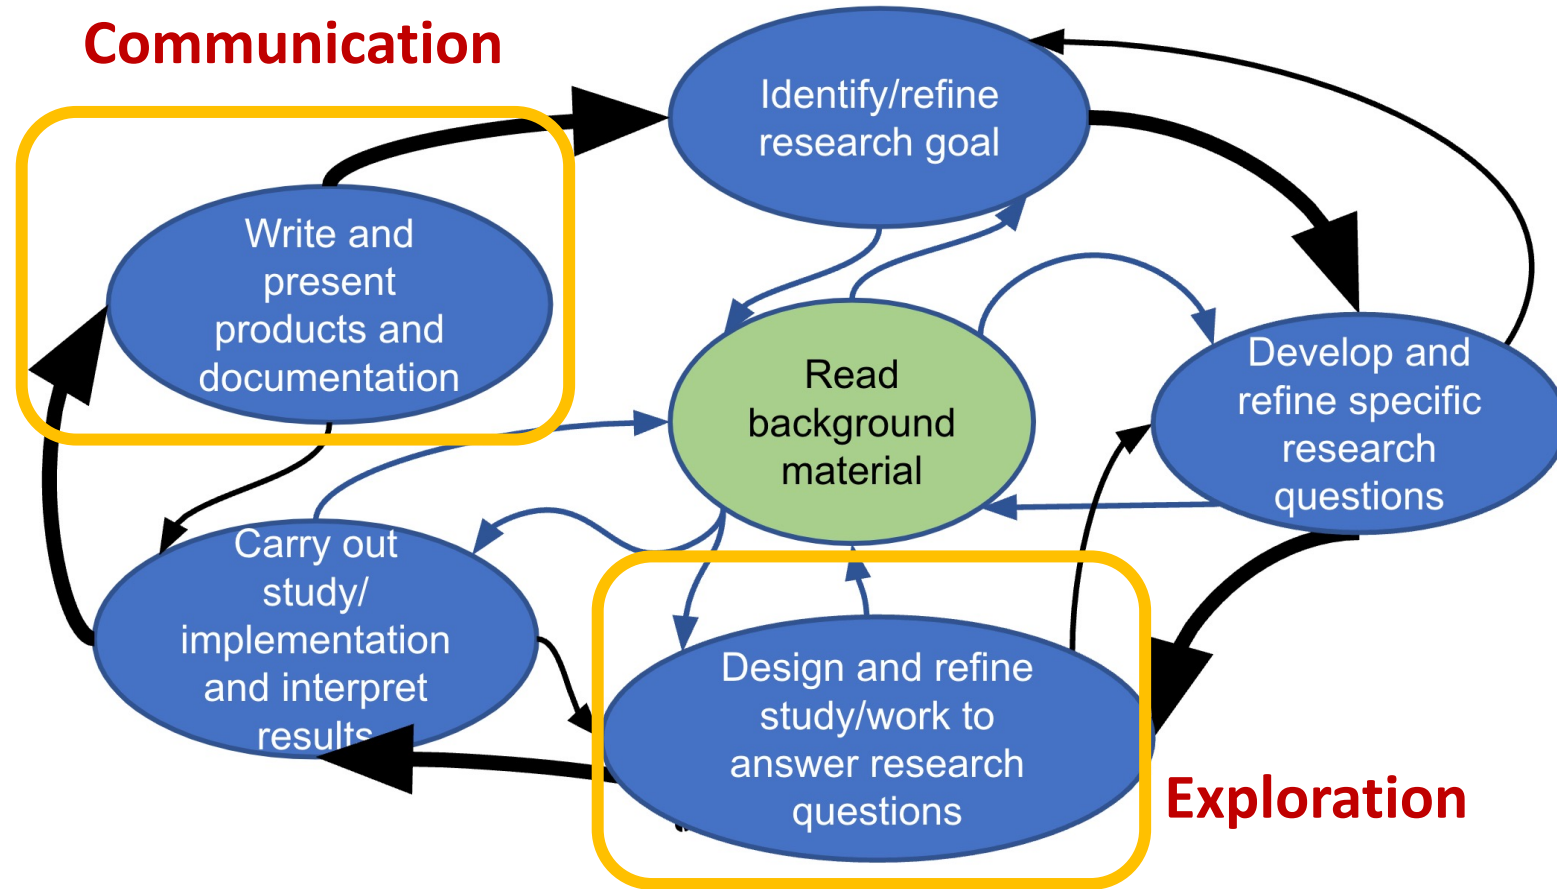 Communication
Identify/refine
research goal
Write and
present
products and
documentation
Read
background
material
Develop and
refine specific
research
questions
Carry out
study/
implementation
and interpret
results
Design and refine
study/work to
answer research
questions
Exploration